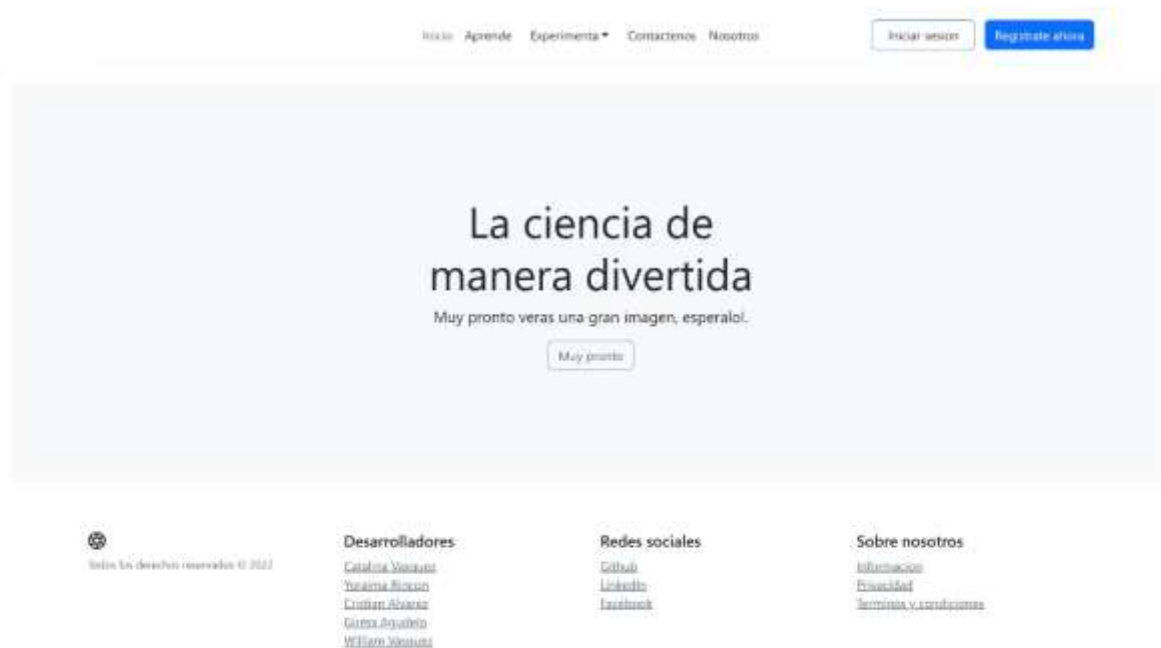 Inicio Aprende Experimenta Contactenos Nosotros Iniciar sesion Registrate ahora
La ciencia de
manera divertida
Muy pronto veras una gran imagen, esperalo!.
Muy pronto
todos los derechos reservados © 2022
Desarrolladores
Catalina Vasquez
Yoraima Rincon
Cristian Alvarez
Agudelo
William Vasquez
Redes sociales
Github
LinkedIn
Facebook
Sobre nosotros
Informacion
Privacidad
Terminos y condiciones